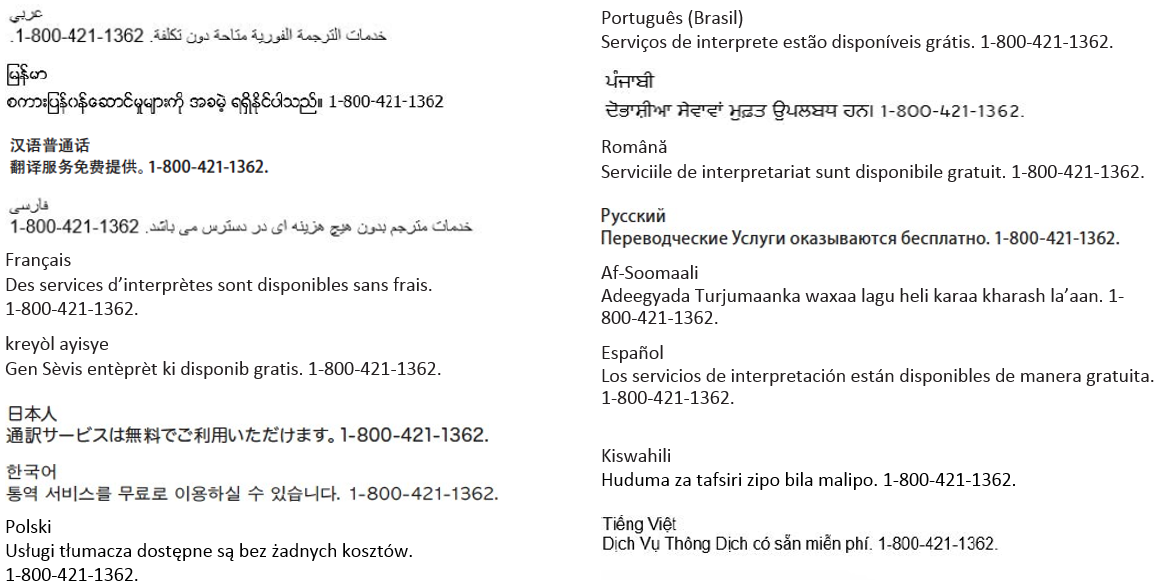 عربي
خدمات الترجمة الفورية متاحة دون تكلفة. 1-800-421-1362.
မြန်မာ
စကားပြန်ဝန်ဆောင်မှုများကို အခမဲ့ ရရှိနိုင်ပါသည်။ 1-800-421-1362
汉语普通话
翻译服务免费提供。1-800-421-1362.
فارسی
خدمات مترجم بدون هیچ هزینه ای در دسترس می باشد. 1-800-421-1362
Français
Des services d’interprètes sont disponibles sans frais.
1-800-421-1362.
kreyòl ayisye
Gen Sèvis entèprèt ki disponib gratis. 1-800-421-1362.
日本人
通訳サービスは無料でご利用いただけます。1-800-421-1362.
한국어
통역 서비스를 무료로 이용하실 수 있습니다. 1-800-421-1362.
Polski
Usługi tłumacza dostępne są bez żadnych kosztów.
1-800-421-1362.
Português (Brasil)
Serviços de interprete estão disponíveis grátis. 1-800-421-1362.
ਪੰਜਾਬੀ
ਦੋਭਾਸ਼ੀਆ ਸੇਵਾਵਾਂ ਮੁਫ਼ਤ ਉਪਲਬਧ ਹਨ। 1-800-421-1362.
Română
Serviciile de interpretariat sunt disponibile gratuit. 1-800-421-1362.
Русский
Переводческие Услуги оказываются бесплатно. 1-800-421-1362.
Af-Soomaali
Adeegyada Turjumaanka waxaa lagu heli karaa kharash la’aan. 1-
800-421-1362.
Español
Los servicios de interpretación están disponibles de manera gratuita.
1-800-421-1362.
Kiswahili
Huduma za tafsiri zipo bila malipo. 1-800-421-1362.
Tiếng Việt
Dịch Vụ Thông Dịch có sẵn miễn phí. 1-800-421-1362.